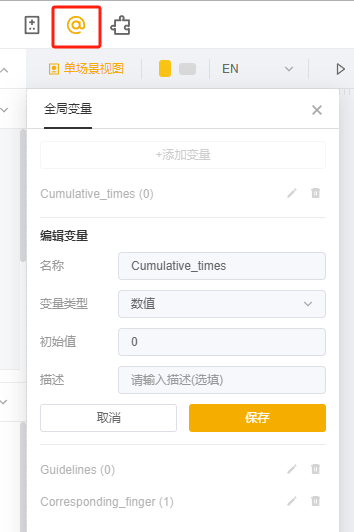 单场景视图 EN
全局变量
+添加变量
Cumulative_times (0)
编辑变量
名称 Cumulative_times
变量类型 数值
初始值 0
描述 请输入描述(选填)
取消 保存
Guidelines (0)
Corresponding_finger (1)